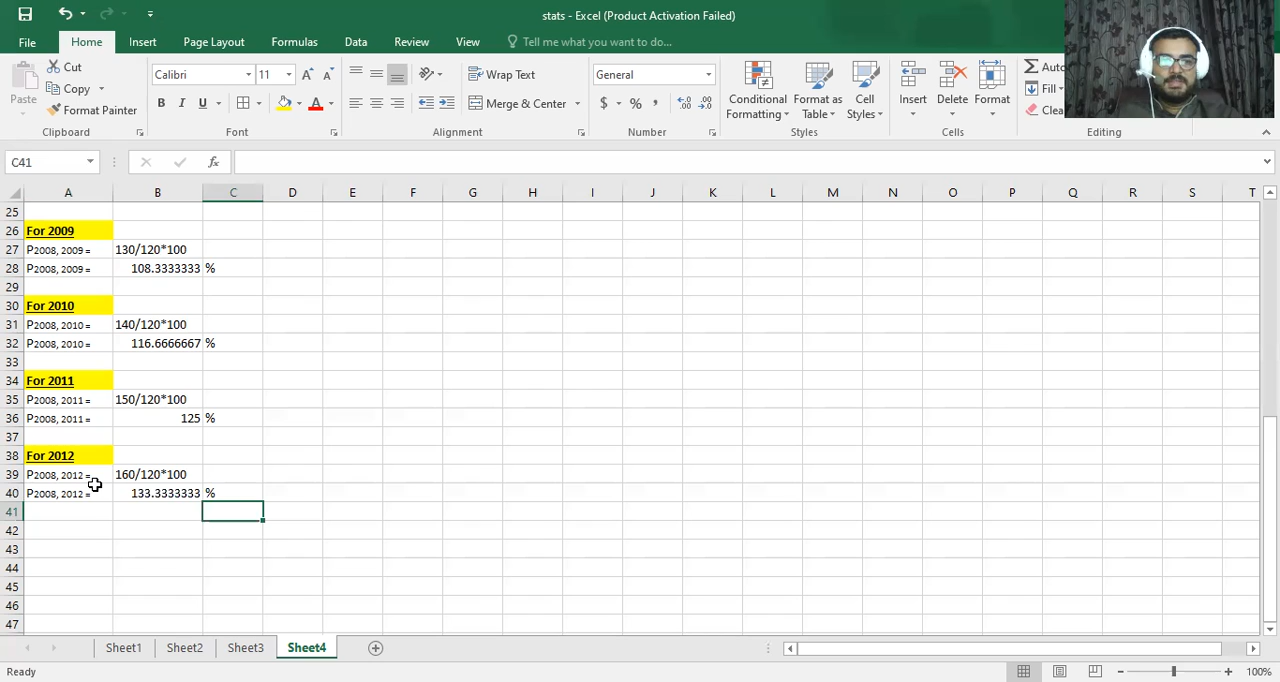 stats - Excel (Product Activation Failed)
File Home Insert Page Layout Formulas Data Review View Tell me what you want to do...
Paste Cut Copy Format Painter Clipboard
Calibri 11 A A B I U A Font
Wrap Text Merge & Center Alignment
General $ % , Number
Conditional Formatting Format as Table Cell Styles Styles
Insert Delete Format Cells
Auto Fill Clea Editing
C41 fx
A B C D E F G H I J K L M N O P Q R S T
25
26 For 2009
27 P2008, 2009 = 130/120*100
28 P2008, 2009 = 108.3333333 %
29
30 For 2010
31 P2008, 2010 = 140/120*100
32 P2008, 2010 = 116.6666667 %
33
34 For 2011
35 P2008, 2011 = 150/120*100
36 P2008, 2011 = 125 %
37
38 For 2012
39 P2008, 2012 = 160/120*100
40 P2008, 2012 = 133.3333333 %
41
42
43
44
45
46
47
Sheet1 Sheet2 Sheet3 Sheet4
Ready 100%